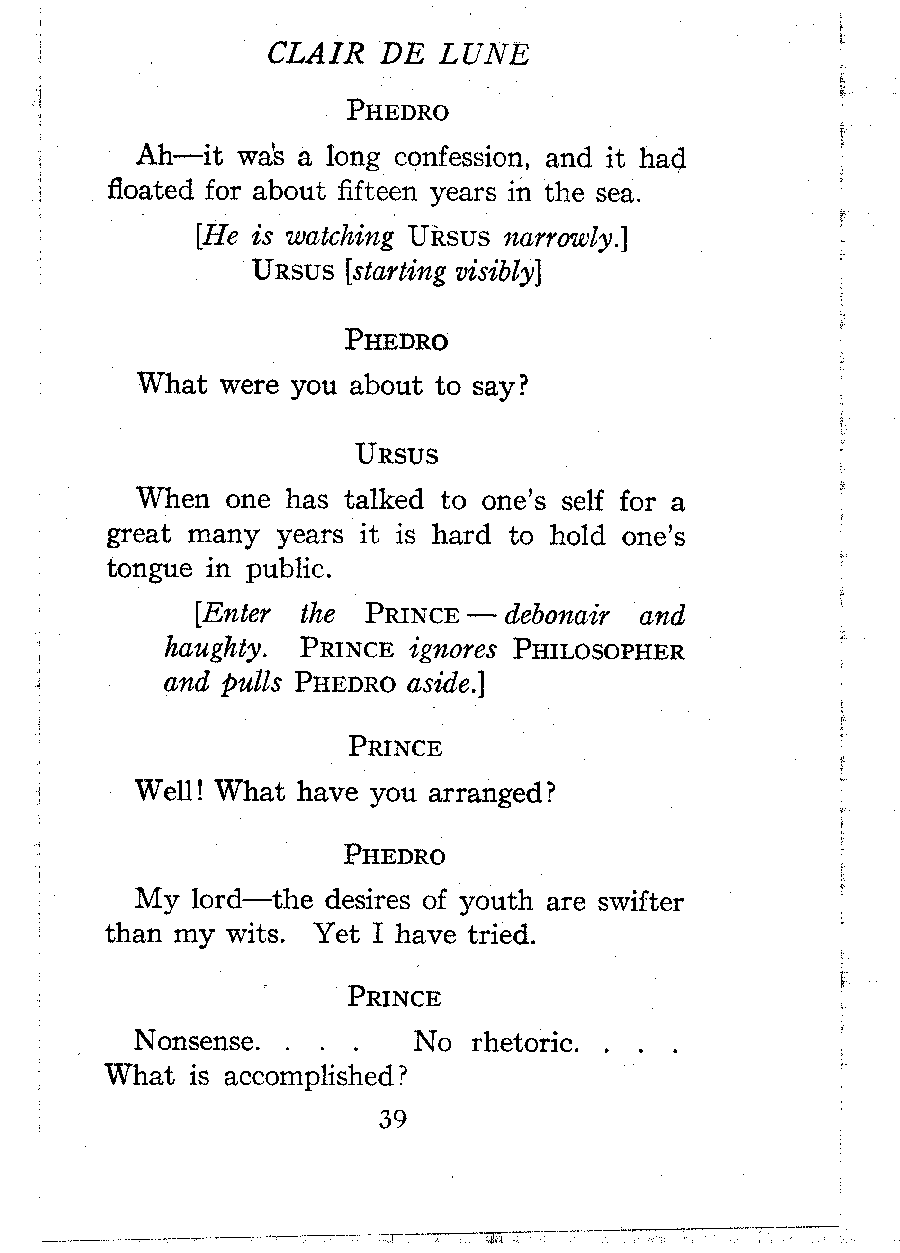 CLAIR DE LUNE
PHEDRO
Ah—it was a long confession, and it had
floated for about fifteen years in the sea.
[He is watching URSUS narrowly.]
URSUS [starting visibly]
PHEDRO
What were you about to say?
URSUS
When one has talked to one's self for a
great many years it is hard to hold one's
tongue in public.
[Enter the PRINCE — debonair and
haughty. PRINCE ignores PHILOSOPHER
and pulls PHEDRO aside.]
PRINCE
Well! What have you arranged?
PHEDRO
My lord—the desires of youth are swifter
than my wits. Yet I have tried.
PRINCE
Nonsense. . . . No rhetoric. . . .
What is accomplished?
39